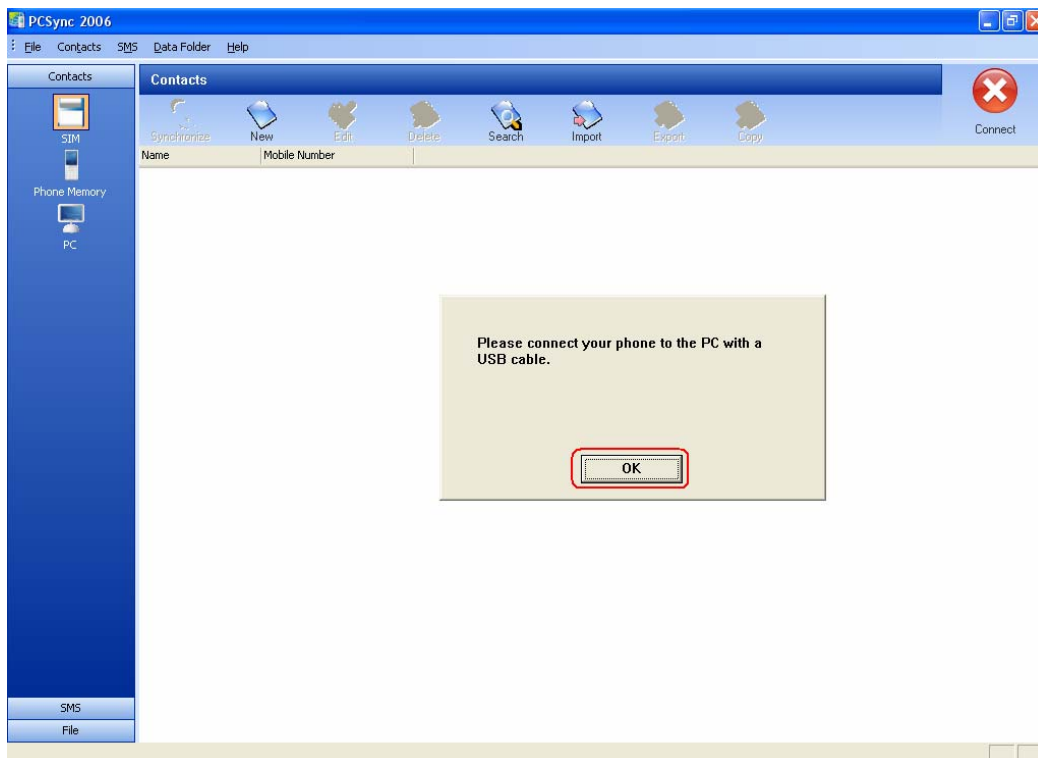 PCSync 2006
File Contacts SMS Data Folder Help
Contacts
Contacts
Connect
SIM
Phone Memory
PC
Synchronize New Edit Delete Search Import Export Copy
Name Mobile Number
Please connect your phone to the PC with a
USB cable.
OK
SMS
File